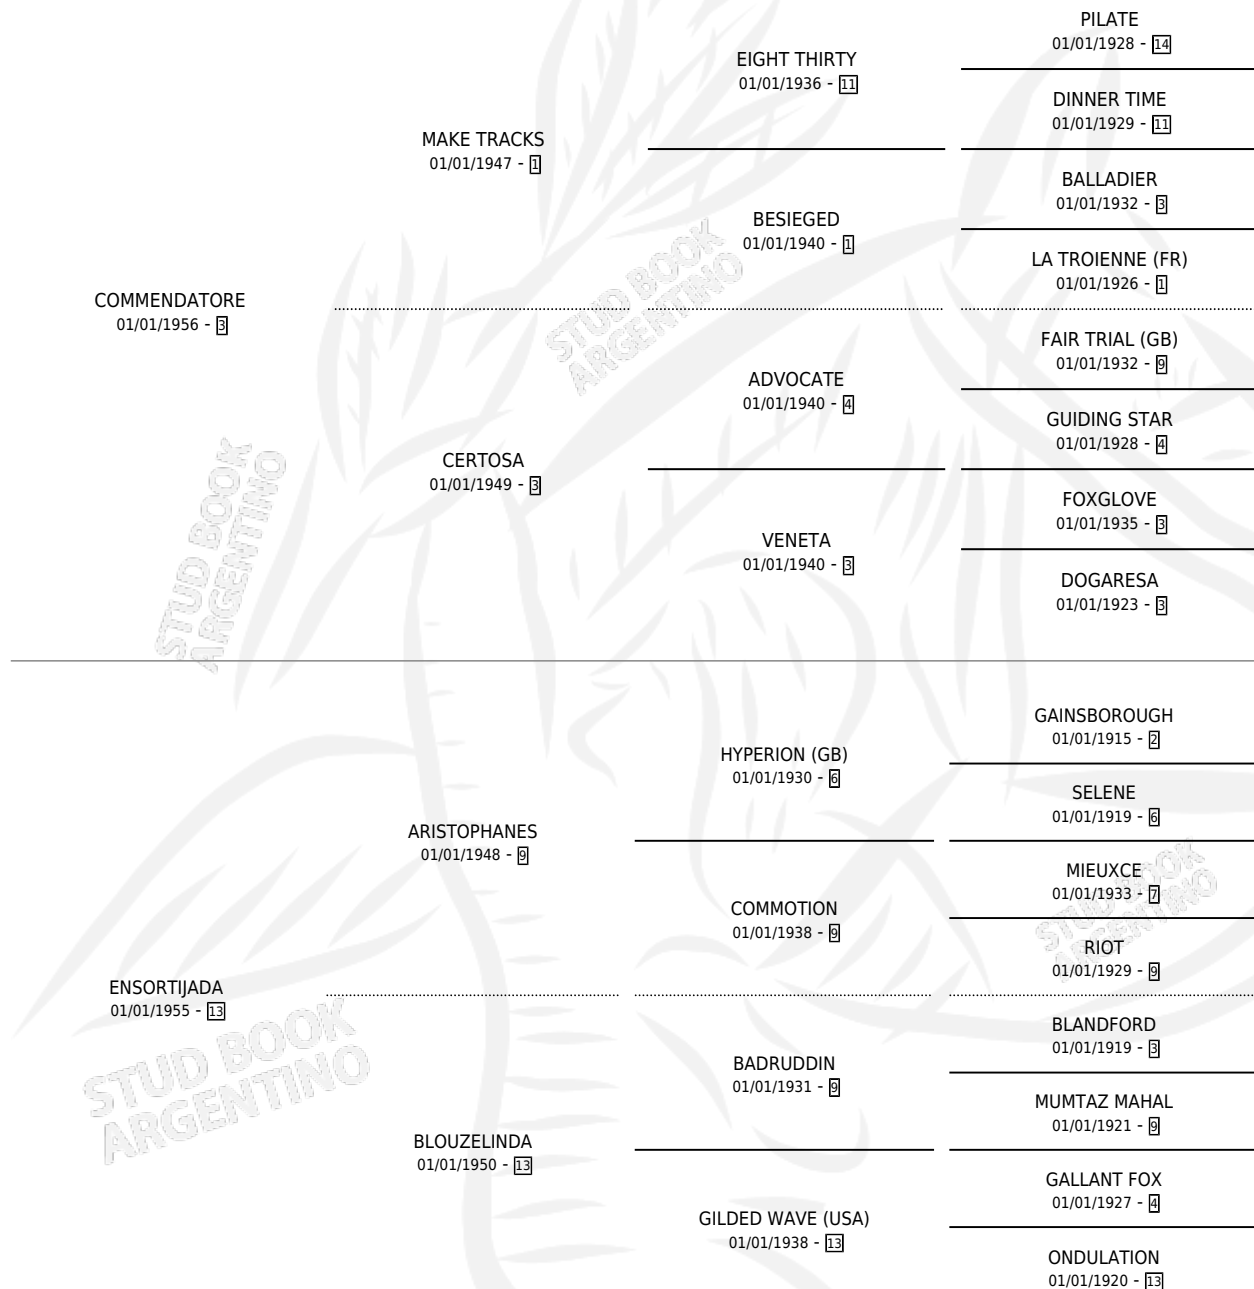 PILATE
01/01/1928 - 14
EIGHT THIRTY
01/01/1936 - 11
DINNER TIME
01/01/1929 - 11
MAKE TRACKS
01/01/1947 - 1
BALLADIER
01/01/1932 - 3
BESIEGED
01/01/1940 - 1
LA TROIENNE (FR)
01/01/1926 - 1
COMMENDATORE
01/01/1956 - 3
FAIR TRIAL (GB)
01/01/1932 - 9
ADVOCATE
01/01/1940 - 4
GUIDING STAR
01/01/1928 - 4
CERTOSA
01/01/1949 - 3
FOXGLOVE
01/01/1935 - 3
VENETA
01/01/1940 - 3
DOGARESA
01/01/1923 - 3
GAINSBOROUGH
01/01/1915 - 2
HYPERION (GB)
01/01/1930 - 6
SELENE
01/01/1919 - 6
ARISTOPHANES
01/01/1948 - 9
MIEUXCE
01/01/1933 - 7
COMMOTION
01/01/1938 - 9
RIOT
01/01/1929 - 9
ENSORTIJADA
01/01/1955 - 13
BLANDFORD
01/01/1919 - 3
BADRUDDIN
01/01/1931 - 9
MUMTAZ MAHAL
01/01/1921 - 9
BLOUZELINDA
01/01/1950 - 13
GALLANT FOX
01/01/1927 - 4
GILDED WAVE (USA)
01/01/1938 - 13
ONDULATION
01/01/1920 - 13
STUD BOOK
ARGENTINO
STUD BOOK
ARGENTINO
STUD BOOK
ARGENTINO
STUD BOOK
ARGENTINO